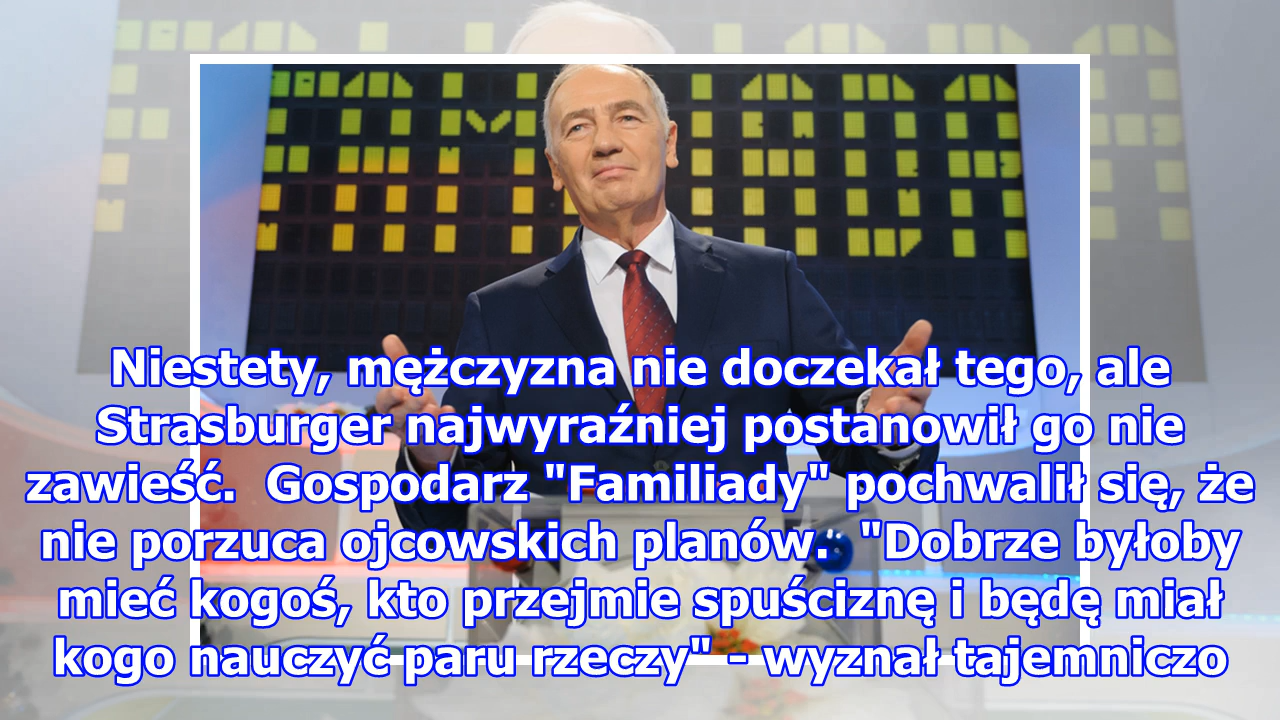 Niestety, mężczyzna nie doczekał tego, ale
Strasburger najwyraźniej postanowił go nie
zawieść.  Gospodarz "Familiady" pochwalił się, że
nie porzuca ojcowskich planów.  "Dobrze byłoby
mieć kogoś, kto przejmie spuściznę i będę miał
kogo nauczyć paru rzeczy" - wyznał tajemniczo